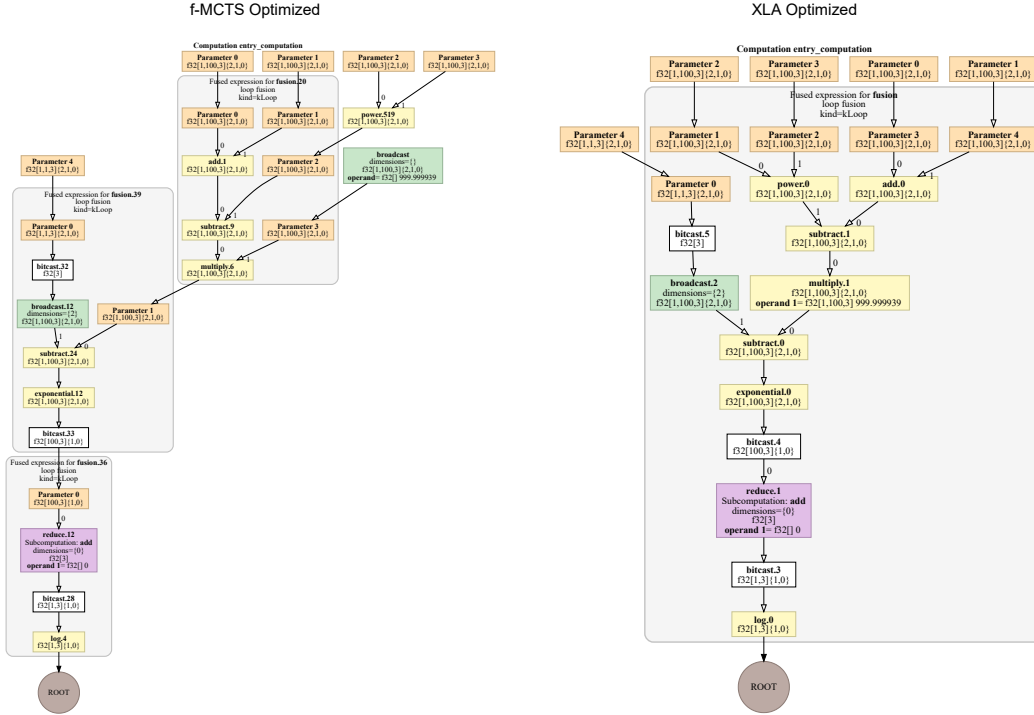 f-MCTS Optimized
Computation entry_computation
Parameter 0
f32[1,100,3]{2,1,0}
Parameter 1
f32[1,100,3]{2,1,0}
Parameter 2
f32[1,100,3]{2,1,0}
Parameter 3
f32[1,100,3]{2,1,0}
Fused expression for fusion.20
loop fusion
kind=kLoop
0
1
Parameter 0
f32[1,100,3]{2,1,0}
Parameter 1
f32[1,100,3]{2,1,0}
power.519
f32[1,100,3]{2,1,0}
0
1
add.1
f32[1,100,3]{2,1,0}
Parameter 2
f32[1,100,3]{2,1,0}
broadcast
dimensions={}
f32[1,100,3]{2,1,0}
operand= f32[] 999.999939
0
1
subtract.9
f32[1,100,3]{2,1,0}
Parameter 3
f32[1,100,3]{2,1,0}
0
1
multiply.6
f32[1,100,3]{2,1,0}
Parameter 4
f32[1,1,3]{2,1,0}
Fused expression for fusion.39
loop fusion
kind=kLoop
Parameter 0
f32[1,1,3]{2,1,0}
bitcast.32
f32[3]
broadcast.12
dimensions={2}
f32[1,100,3]{2,1,0}
Parameter 1
f32[1,100,3]{2,1,0}
1
0
subtract.24
f32[1,100,3]{2,1,0}
exponential.12
f32[1,100,3]{2,1,0}
bitcast.33
f32[100,3]{1,0}
Fused expression for fusion.36
loop fusion
kind=kLoop
Parameter 0
f32[100,3]{1,0}
0
reduce.12
Subcomputation: add
dimensions={0}
f32[3]
operand 1= f32[] 0
bitcast.28
f32[1,3]{1,0}
log.4
f32[1,3]{1,0}
ROOT
XLA Optimized
Computation entry_computation
Parameter 2
f32[1,100,3]{2,1,0}
Parameter 3
f32[1,100,3]{2,1,0}
Parameter 0
f32[1,100,3]{2,1,0}
Parameter 1
f32[1,100,3]{2,1,0}
Fused expression for fusion
loop fusion
kind=kLoop
Parameter 4
f32[1,1,3]{2,1,0}
Parameter 1
f32[1,100,3]{2,1,0}
Parameter 2
f32[1,100,3]{2,1,0}
Parameter 3
f32[1,100,3]{2,1,0}
Parameter 4
f32[1,100,3]{2,1,0}
0
1
0
1
Parameter 0
f32[1,1,3]{2,1,0}
power.0
f32[1,100,3]{2,1,0}
add.0
f32[1,100,3]{2,1,0}
1
0
bitcast.5
f32[3]
subtract.1
f32[1,100,3]{2,1,0}
0
broadcast.2
dimensions={2}
f32[1,100,3]{2,1,0}
multiply.1
f32[1,100,3]{2,1,0}
operand 1= f32[1,100,3] 999.999939
1
0
subtract.0
f32[1,100,3]{2,1,0}
exponential.0
f32[1,100,3]{2,1,0}
bitcast.4
f32[100,3]{1,0}
0
reduce.1
Subcomputation: add
dimensions={0}
f32[3]
operand 1= f32[] 0
bitcast.3
f32[1,3]{1,0}
log.0
f32[1,3]{1,0}
ROOT